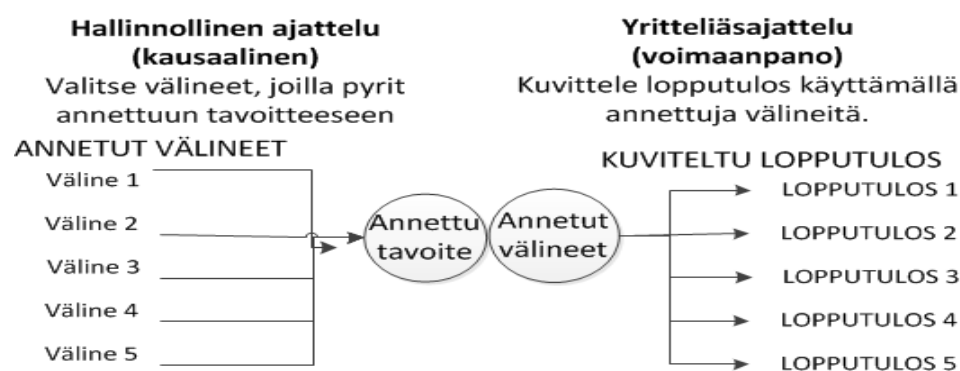 Hallinnollinen ajattelu
(kausaalinen)
Valitse välineet, joilla pyrit
annettuun tavoitteeseen
ANNETUT VÄLINEET
Väline 1
Väline 2
Väline 3
Väline 4
Väline 5
Annettu
tavoite
Annetut
välineet
Yritteliäsajattelu
(voimaanpano)
Kuvittele lopputulos käyttämällä
annettuja välineitä.
KUVITELTU LOPPUTULOS
LOPPUTULOS 1
LOPPUTULOS 2
LOPPUTULOS 3
LOPPUTULOS 4
LOPPUTULOS 5